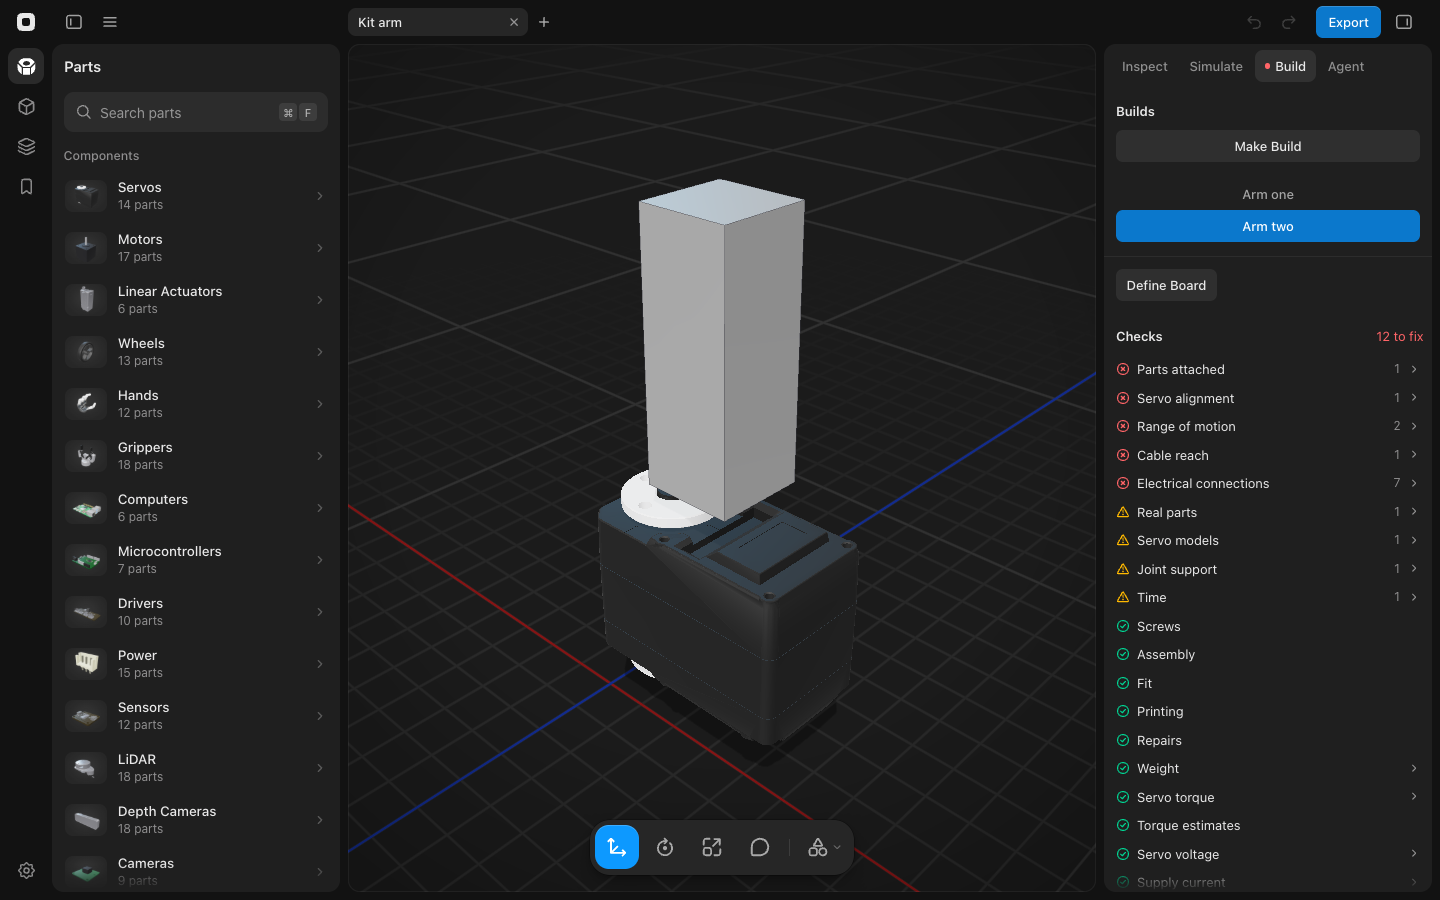 Kit arm
Export
Parts
Search parts
⌘ F
Components
Servos
14 parts
Motors
17 parts
Linear Actuators
6 parts
Wheels
13 parts
Hands
12 parts
Grippers
18 parts
Computers
6 parts
Microcontrollers
7 parts
Drivers
10 parts
Power
15 parts
Sensors
12 parts
LiDAR
18 parts
Depth Cameras
18 parts
Cameras
9 parts
Inspect Simulate Build Agent
Builds
Make Build
Arm one
Arm two
Define Board
Checks 12 to fix
Parts attached 1
Servo alignment 1
Range of motion 2
Cable reach 1
Electrical connections 7
Real parts 1
Servo models 1
Joint support 1
Time 1
Screws
Assembly
Fit
Printing
Repairs
Weight
Servo torque
Torque estimates
Servo voltage
Supply current